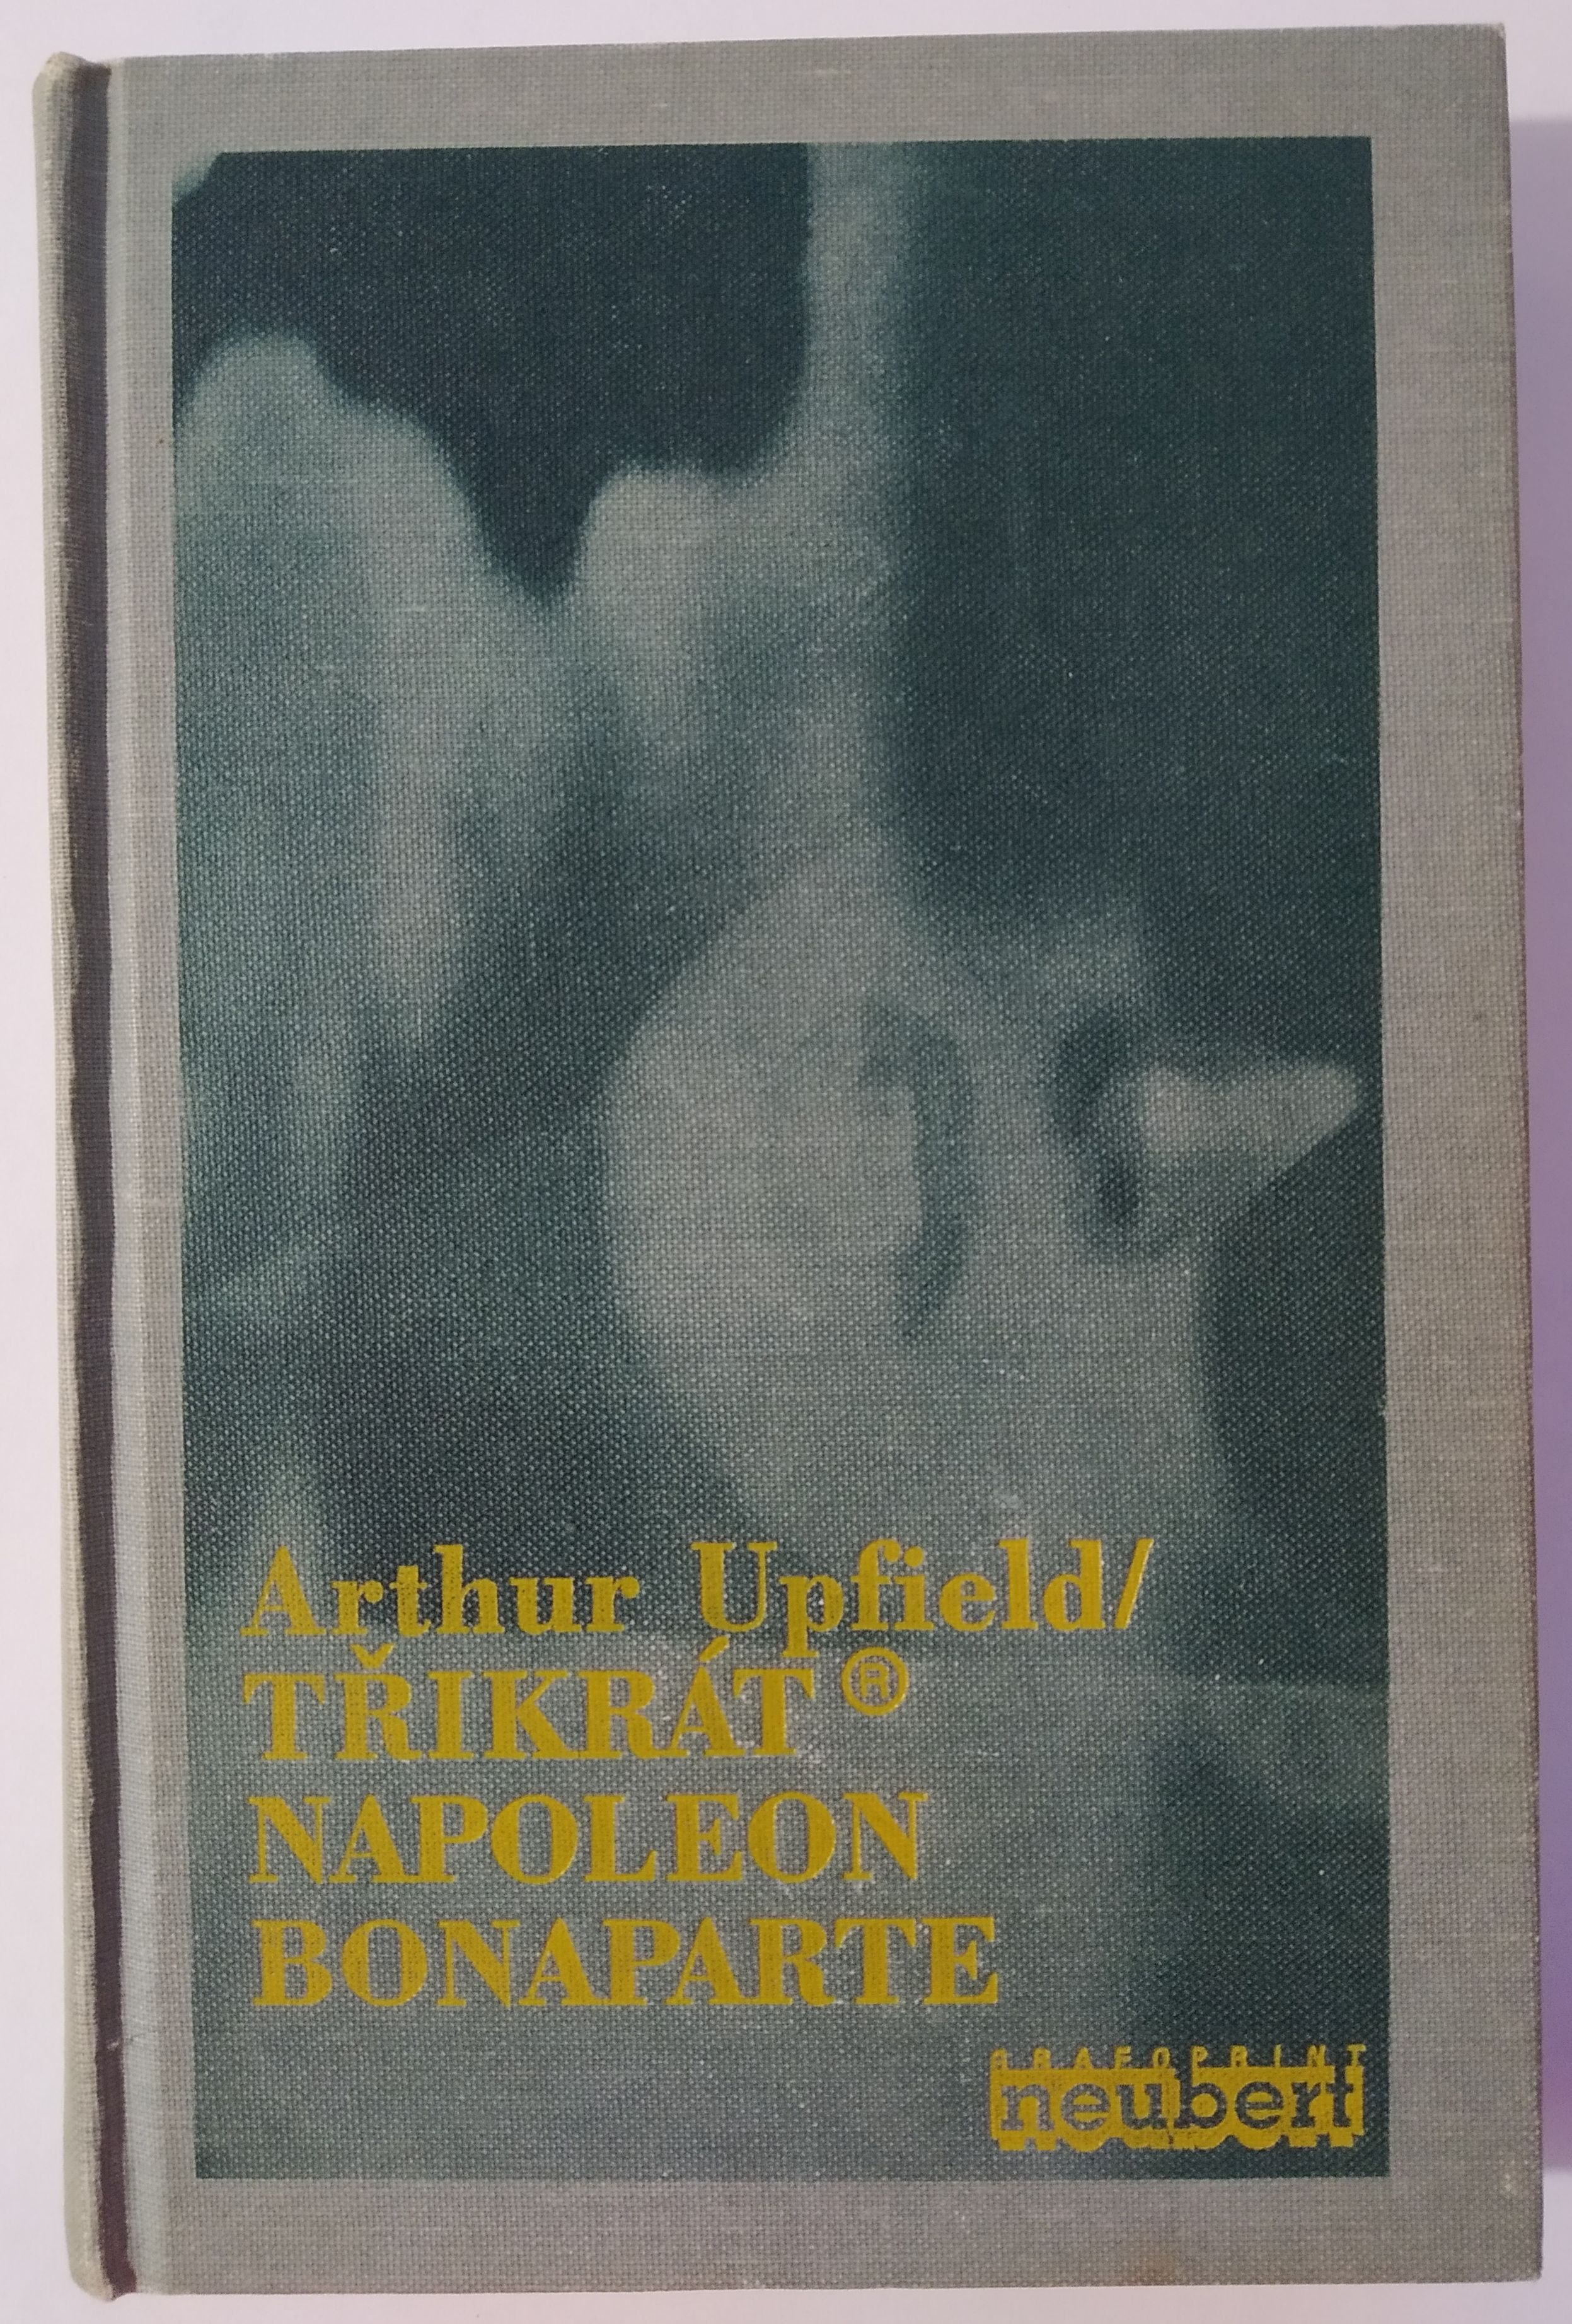 Arthur Upfield/
TŘIKRÁT ®
NAPOLEON
BONAPARTE
GRAFOPRINT
neubert